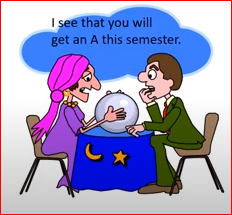 I see that you will
get an A this semester.